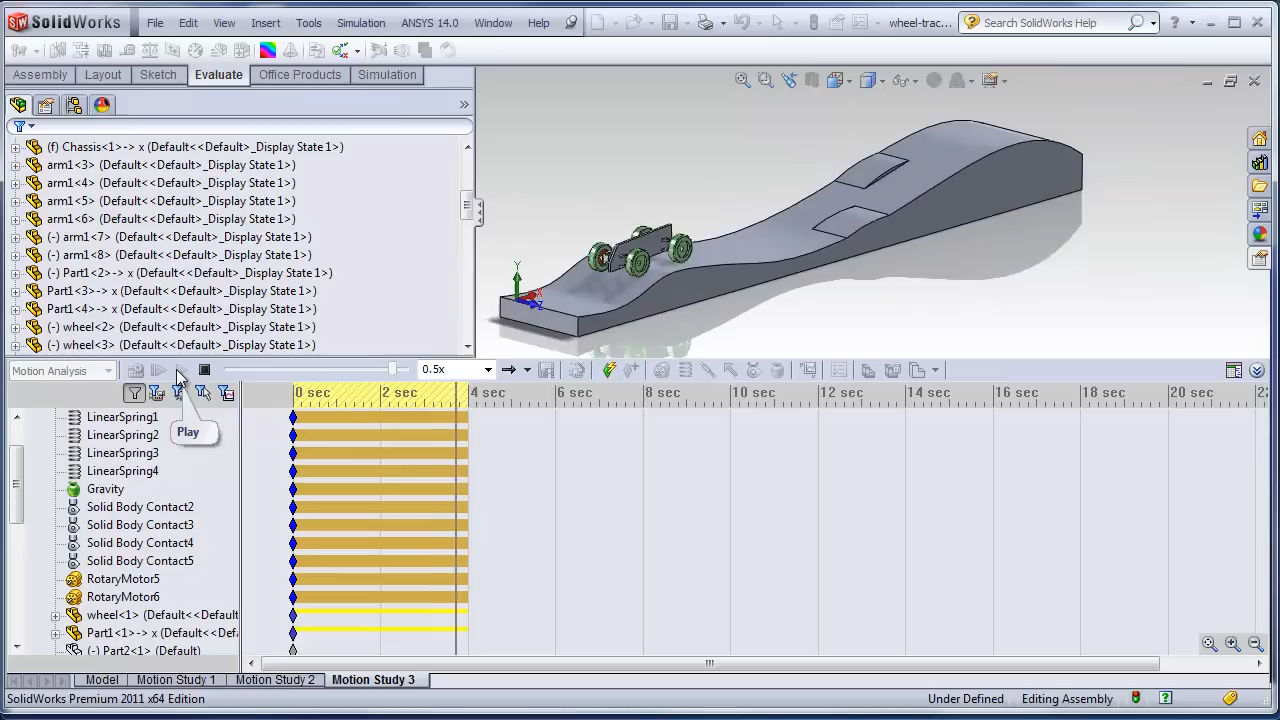 SolidWorks File Edit View Insert Tools Simulation ANSYS 14.0 Window Help wheel-trac... Search SolidWorks Help
Assembly Layout Sketch Evaluate Office Products Simulation
(f) Chassis<1>-> x (Default<<Default>_Display State 1>)
arm1<3> (Default<<Default>_Display State 1>)
arm1<4> (Default<<Default>_Display State 1>)
arm1<5> (Default<<Default>_Display State 1>)
arm1<6> (Default<<Default>_Display State 1>)
(-) arm1<7> (Default<<Default>_Display State 1>)
(-) arm1<8> (Default<<Default>_Display State 1>)
(-) Part1<2>-> (Default<<Default>_Display State 1>)
Part1<3>-> x (Default<<Default>_Display State 1>)
Part1<4>-> x (Default<<Default>_Display State 1>)
(-) wheel<2> (Default<<Default>_Display State 1>)
(-) wheel<3> (Default<<Default>_Display State 1>)
Y
X
Z
Motion Analysis 0.5x
0 sec 2 sec 4 sec 6 sec 8 sec 10 sec 12 sec 14 sec 16 sec 18 sec 20 sec 22
LinearSpring1
Play
LinearSpring2
LinearSpring3
LinearSpring4
Gravity
Solid Body Contact2
Solid Body Contact3
Solid Body Contact4
Solid Body Contact5
RotaryMotor5
RotaryMotor6
wheel<1> (Default<<Default
Part1<1>-> x (Default<<Def
(-) Part2<1> (Default)
Model Motion Study 1 Motion Study 2 Motion Study 3
SolidWorks Premium 2011 x64 Edition Under Defined Editing Assembly